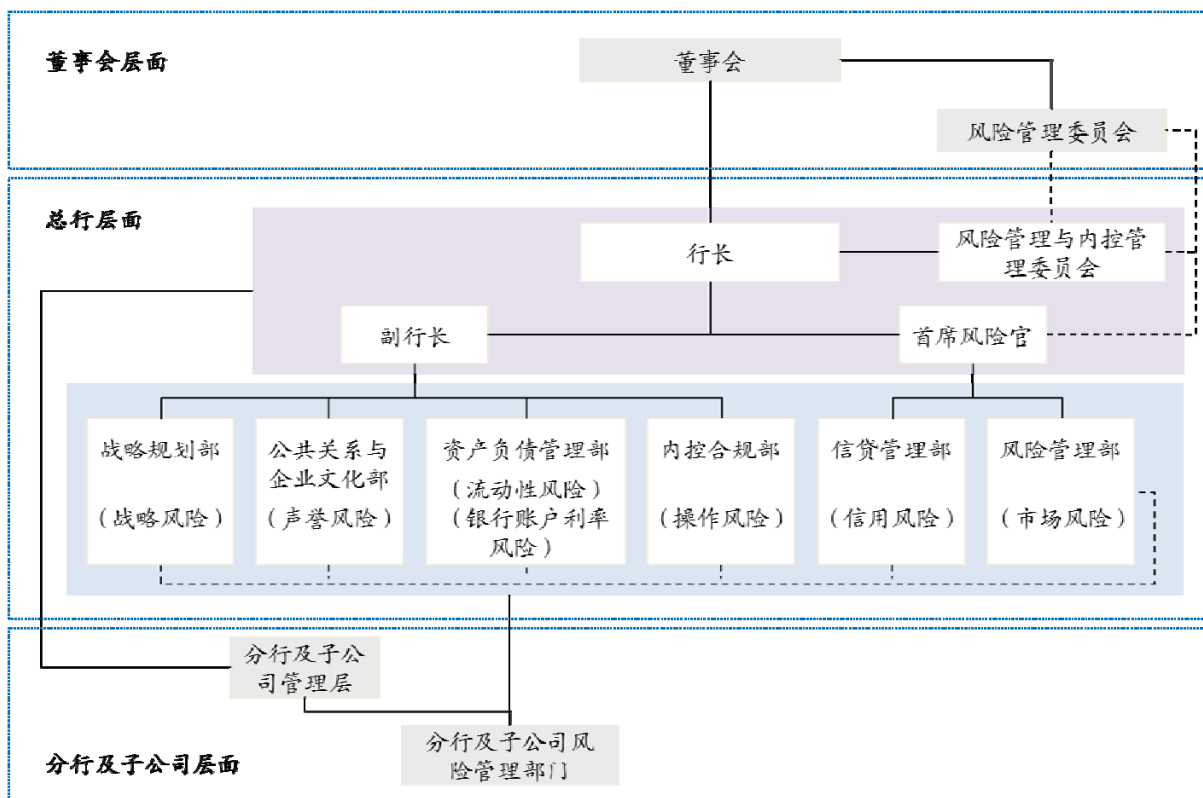 董事会层面
董事会
风险管理委员会
总行层面
行长
风险管理与内控管
理委员会
副行长
首席风险官
战略规划部
（战略风险）
公共关系与
企业文化部
（声誉风险）
资产负债管理部
（流动性风险）
（银行账户利率
风险）
内控合规部
（操作风险）
信贷管理部
（信用风险）
风险管理部
（市场风险）
分行及子公
司管理层
分行及子公司风
险管理部门
分行及子公司层面